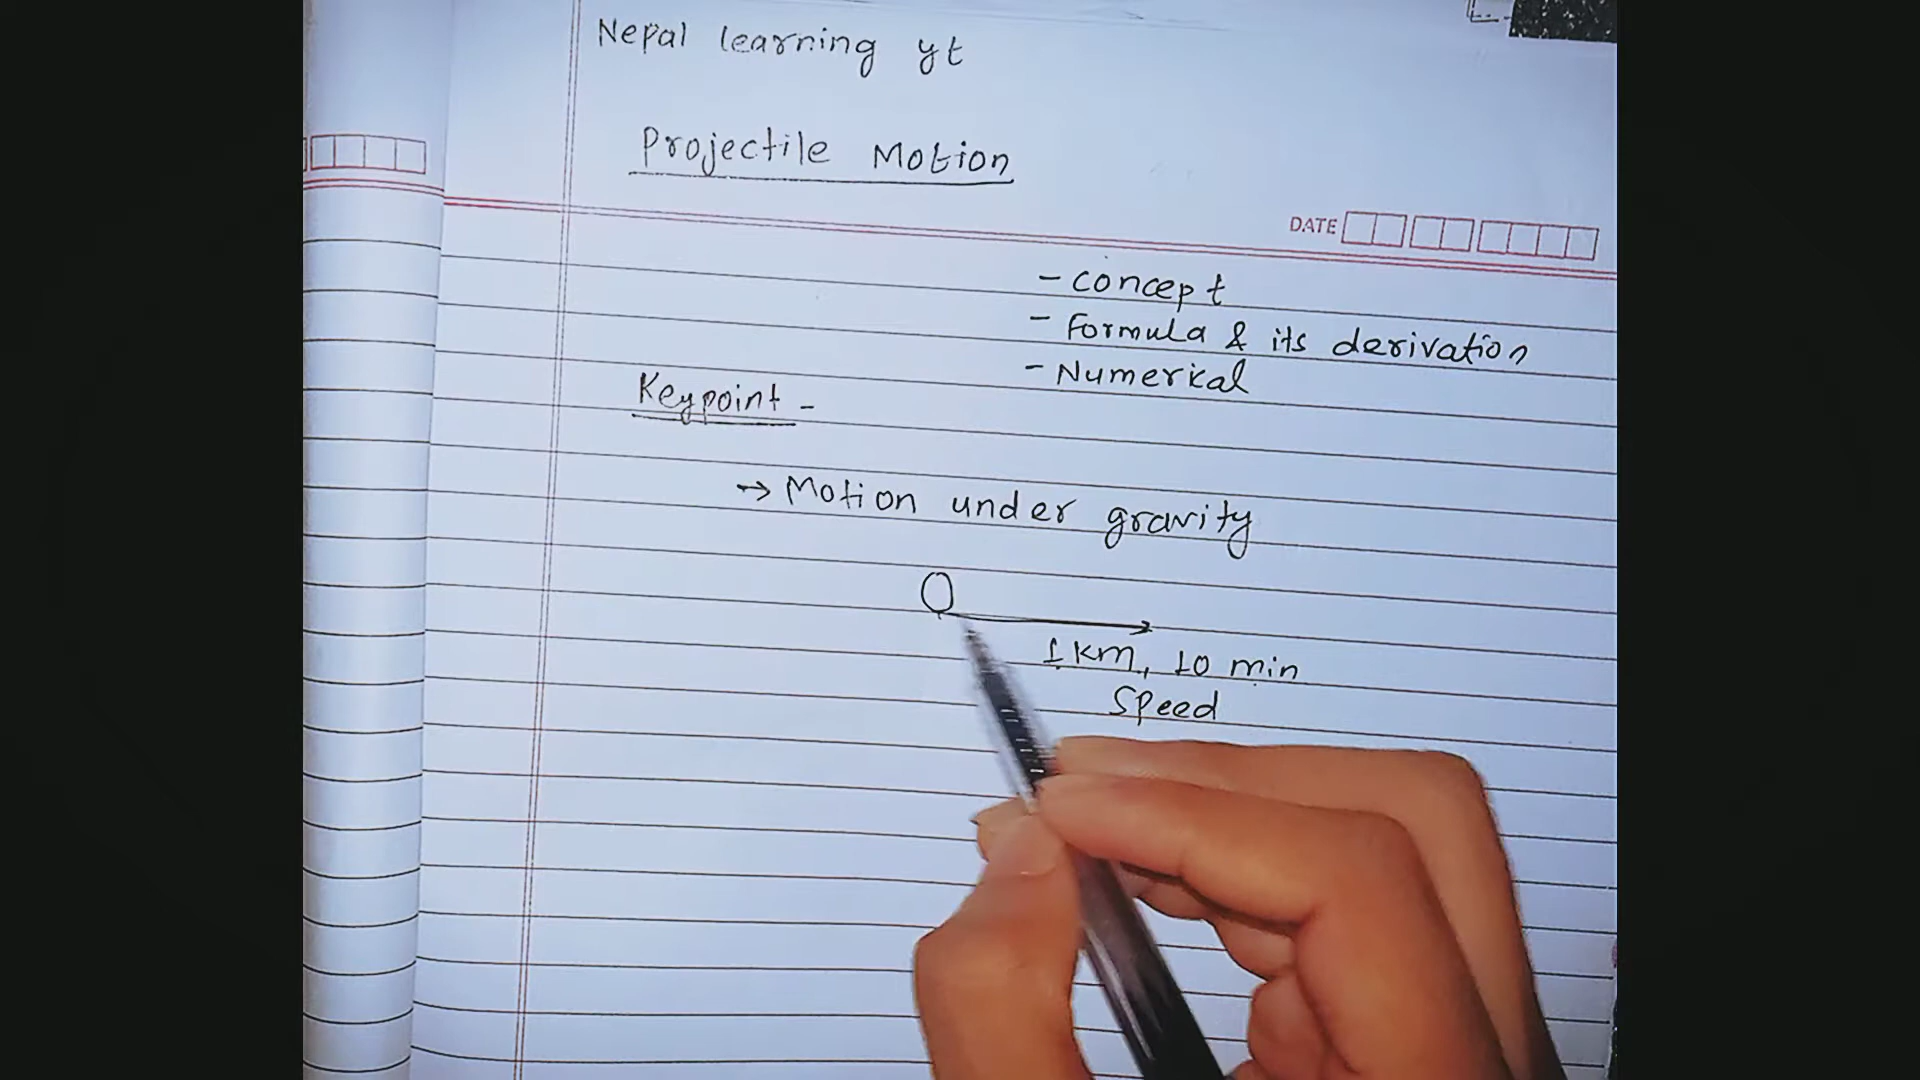 Nepal learning yt
Projectile Motion
DATE
- concept
- Formula & its derivation
- Numerical
Keypoint -
→ Motion under gravity
1 km, 10 min
Speed